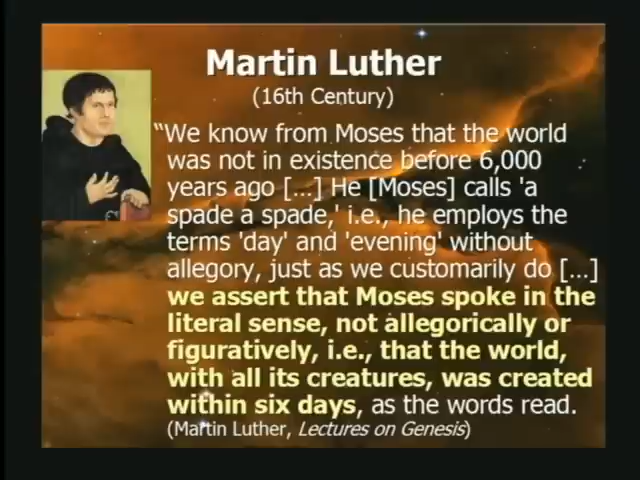 Martin Luther
(16th Century)
“We know from Moses that the world
was not in existence before 6,000
years ago [...] He [Moses] calls 'a
spade a spade,' i.e., he employs the
terms 'day' and 'evening' without
allegory, just as we customarily do [...]
we assert that Moses spoke in the
literal sense, not allegorically or
figuratively, i.e., that the world,
with all its creatures, was created
within six days, as the words read.
(Martin Luther, Lectures on Genesis)